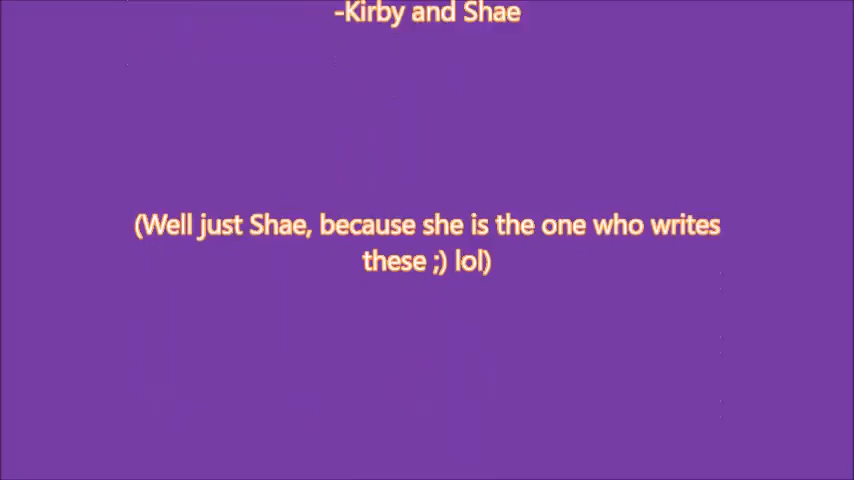 -Kirby and Shae
(Well just Shae, because she is the one who writes
these ;) lol)